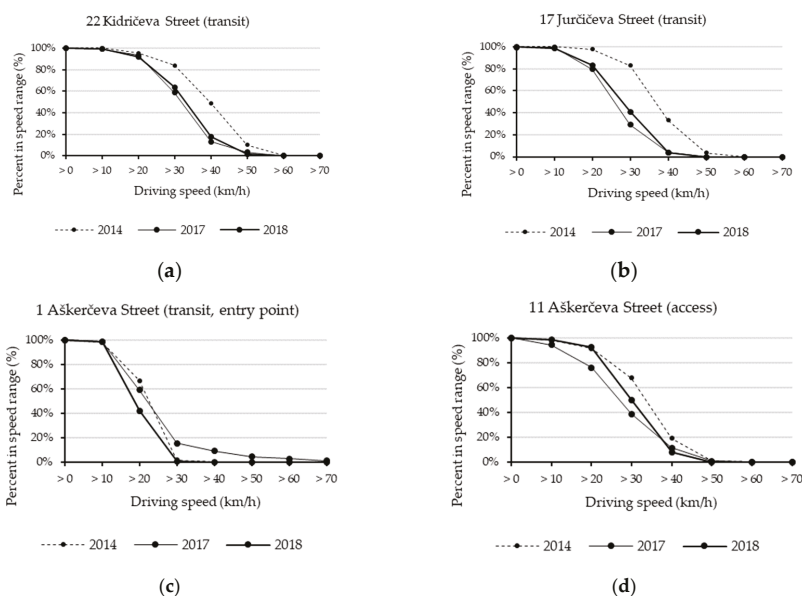 22 Kidričeva Street (transit)
Percent in speed range (%)
100%
80%
60%
40%
20%
0%
> 0 > 10 > 20 > 30 > 40 > 50 > 60 > 70
Driving speed (km/h)
2014 2017 2018
(a)
17 Jurčičeva Street (transit)
Percent in speed range (%)
100%
80%
60%
40%
20%
0%
> 0 > 10 > 20 > 30 > 40 > 50 > 60 > 70
Driving speed (km/h)
2014 2017 2018
(b)
1 Aškerčeva Street (transit, entry point)
Percent in speed range (%)
100%
80%
60%
40%
20%
0%
> 0 > 10 > 20 > 30 > 40 > 50 > 60 > 70
Driving speed (km/h)
2014 2017 2018
(c)
11 Aškerčeva Street (access)
Percent in speed range (%)
100%
80%
60%
40%
20%
0%
> 0 > 10 > 20 > 30 > 40 > 50 > 60 > 70
Driving speed (km/h)
2014 2017 2018
(d)